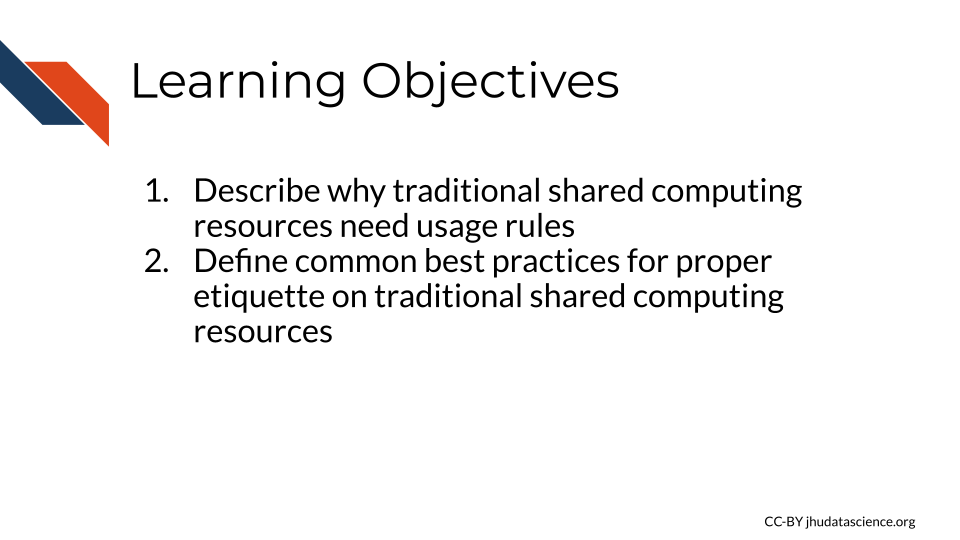 Learning Objectives
1. Describe why traditional shared computing
resources need usage rules
2. Define common best practices for proper
etiquette on traditional shared computing
resources
CC-BY jhudatascience.org